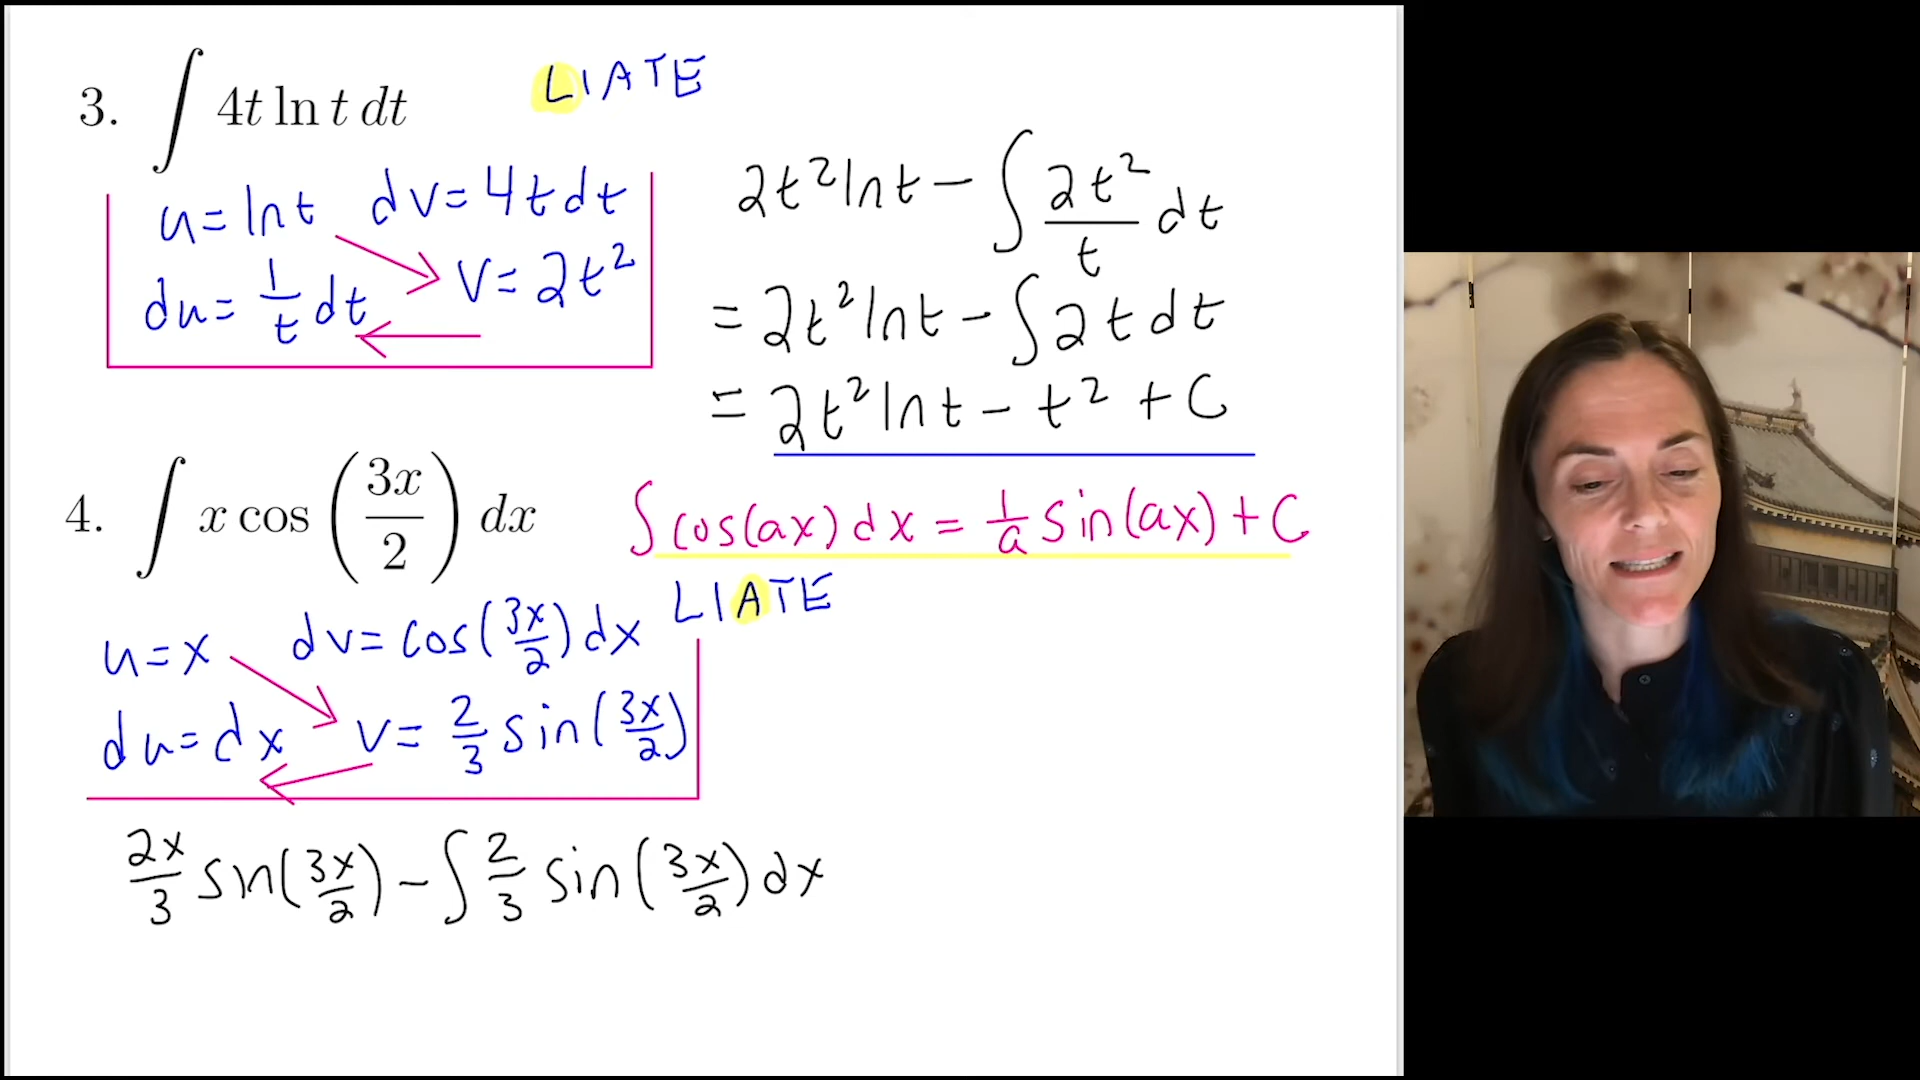 3. ∫ 4t ln t dt
LIATE
u = ln t dv = 4t dt
du = 1/t dt v = 2t²
2t² ln t − ∫ 2t²/t dt
= 2t² ln t − ∫ 2t dt
= 2t² ln t − t² + C
4. ∫ x cos (3x/2) dx
∫ cos(ax) dx = 1/a sin(ax) + C
LIATE
u = x dv = cos(3x/2) dx
du = dx v = 2/3 sin(3x/2)
2x/3 sin(3x/2) − ∫ 2/3 sin(3x/2) dx